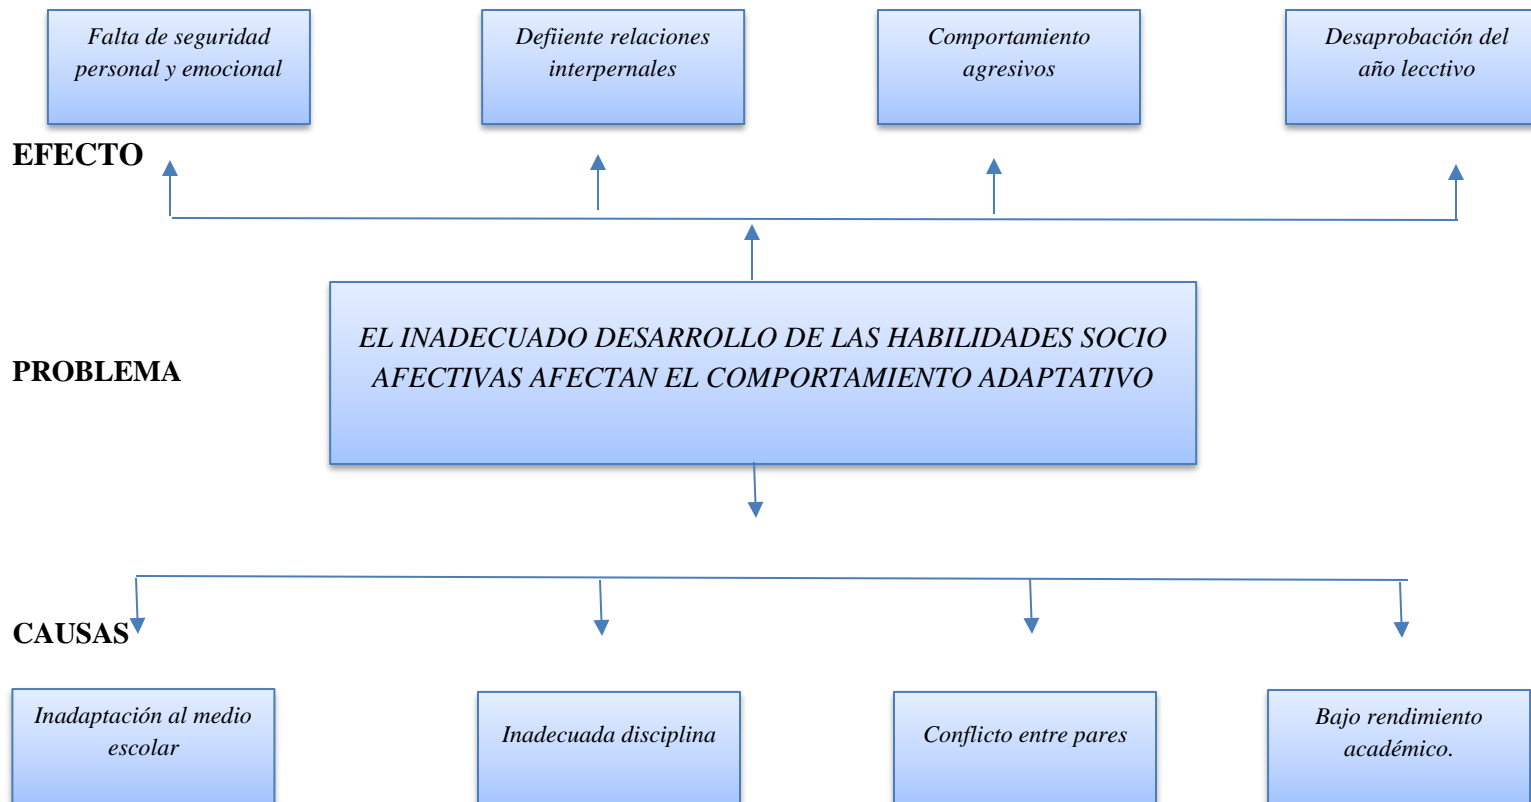 Falta de seguridad
personal y emocional
Defiiente relaciones
interpernales
Comportamiento
agresivos
Desaprobación del
año lecctivo
EFECTO
PROBLEMA
EL INADECUADO DESARROLLO DE LAS HABILIDADES SOCIO
AFECTIVAS AFECTAN EL COMPORTAMIENTO ADAPTATIVO
CAUSAS
Inadaptación al medio
escolar
Inadecuada disciplina
Conflicto entre pares
Bajo rendimiento
académico.